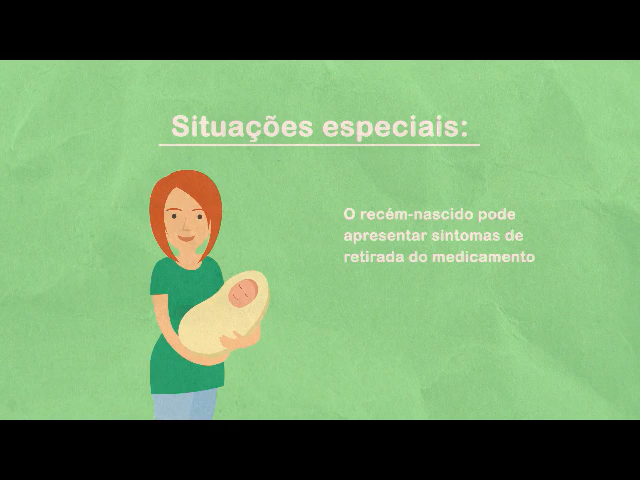 Situações especiais:
O recém-nascido pode
apresentar sintomas de
retirada do medicamento